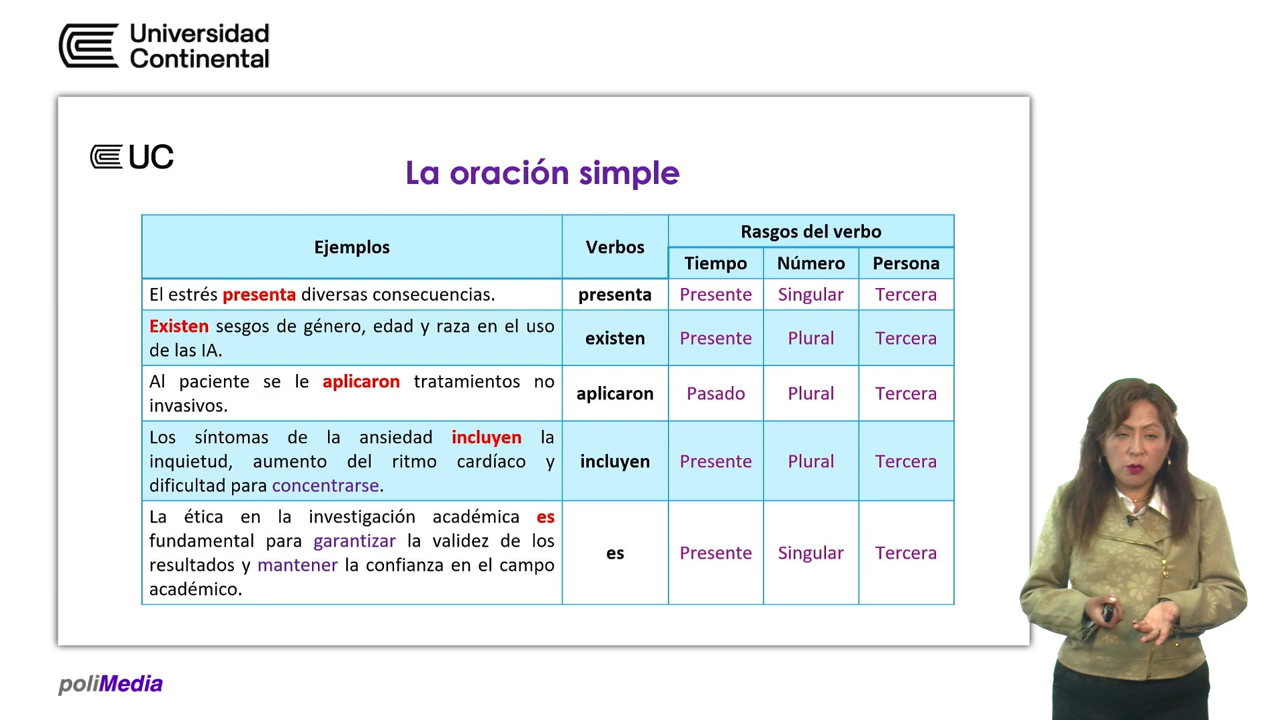 Universidad
Continental
UC
La oración simple
Ejemplos
Verbos
Rasgos del verbo
Tiempo
Número
Persona
El estrés presenta diversas consecuencias.
presenta
Presente
Singular
Tercera
Existen sesgos de género, edad y raza en el uso
de las IA.
existen
Presente
Plural
Tercera
Al paciente se le aplicaron tratamientos no
invasivos.
aplicaron
Pasado
Plural
Tercera
Los síntomas de la ansiedad incluyen la
inquietud, aumento del ritmo cardíaco y
dificultad para concentrarse.
incluyen
Presente
Plural
Tercera
La ética en la investigación académica es
fundamental para garantizar la validez de los
resultados y mantener la confianza en el campo
académico.
es
Presente
Singular
Tercera
poliMedia